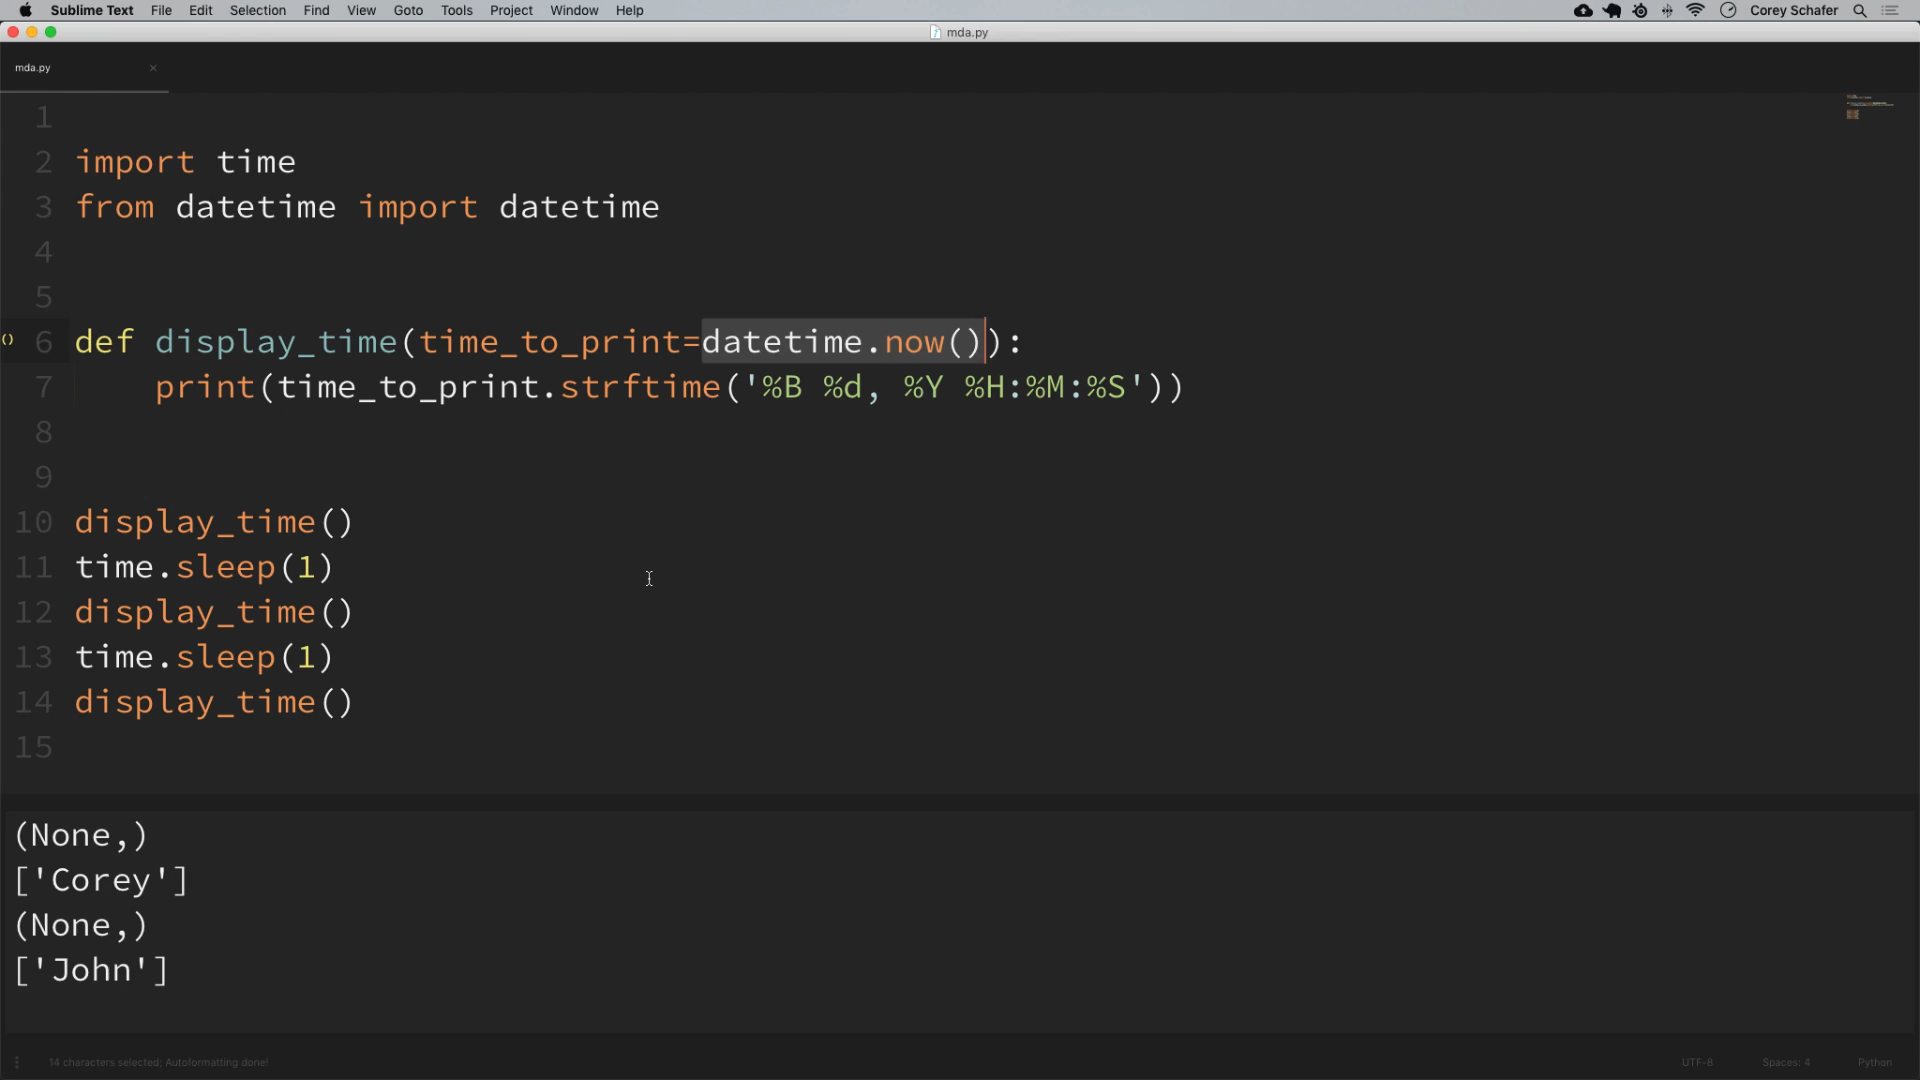 Sublime Text File Edit Selection Find View Goto Tools Project Window Help Corey Schafer
mda.py
mda.py ×
1
2 import time
3 from datetime import datetime
4
5
6 def display_time(time_to_print=datetime.now()):
7 print(time_to_print.strftime('%B %d, %Y %H:%M:%S'))
8
9
10 display_time()
11 time.sleep(1)
12 display_time()
13 time.sleep(1)
14 display_time()
15
(None,)
['Corey']
(None,)
['John']
14 characters selected; Autoformatting done! UTF-8 Spaces: 4 Python